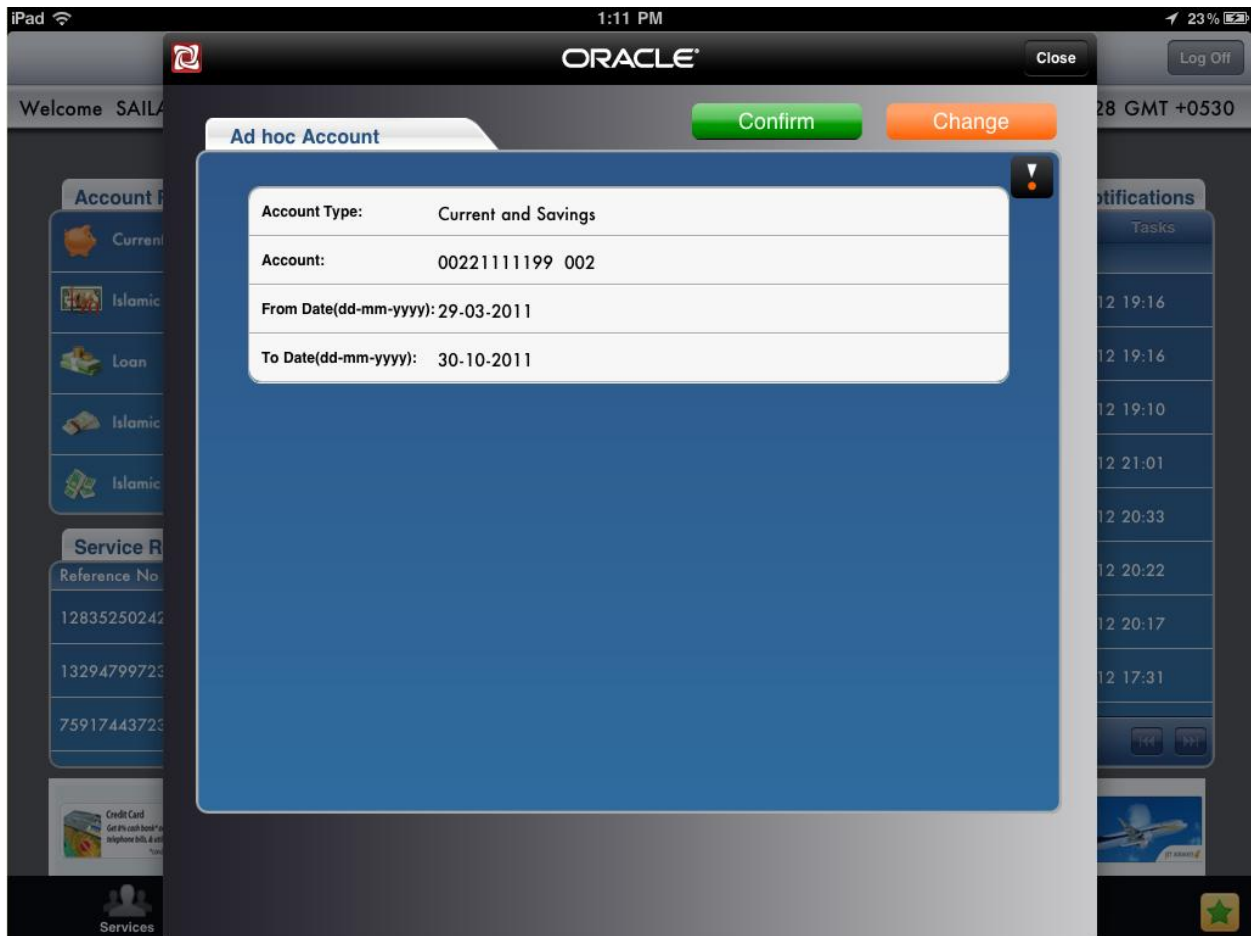 iPad 1:11 PM 23%
ORACLE®
Close
Log Off
Welcome SAILA
28 GMT +0530
Ad hoc Account
Confirm
Change
Account Type: Current and Savings
Account: 00221111199 002
From Date(dd-mm-yyyy): 29-03-2011
To Date(dd-mm-yyyy): 30-10-2011
Account
Current
Islamic
Loan
Islamic
Islamic
Service R
Reference No
12835250242
13294799723
75917443723
otifications
Tasks
12 19:16
12 19:16
12 19:10
12 21:01
12 20:33
12 20:22
12 20:17
12 17:31
Credit Card
JET AIRWAYS
Services